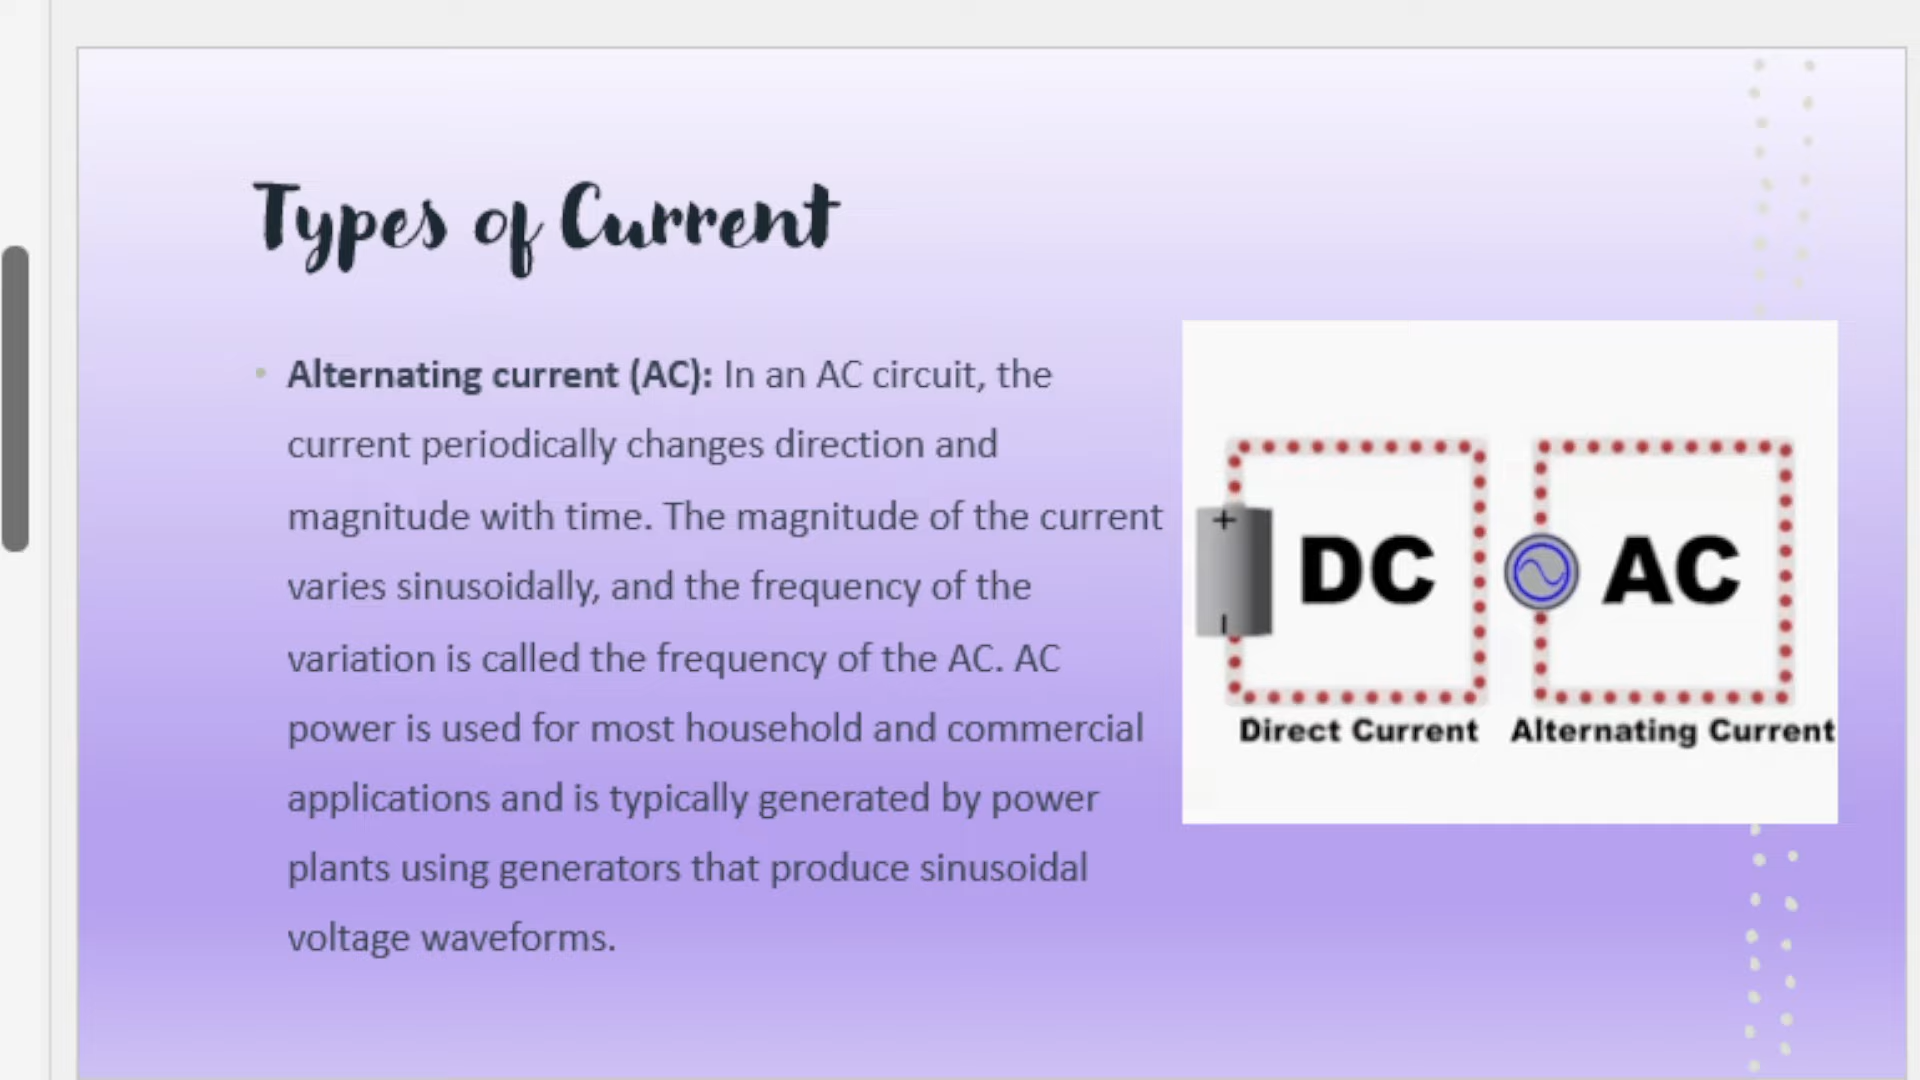 Types of Current
• Alternating current (AC): In an AC circuit, the
current periodically changes direction and
magnitude with time. The magnitude of the current
varies sinusoidally, and the frequency of the
variation is called the frequency of the AC. AC
power is used for most household and commercial
applications and is typically generated by power
plants using generators that produce sinusoidal
voltage waveforms.
+
DC
AC
Direct Current
Alternating Current